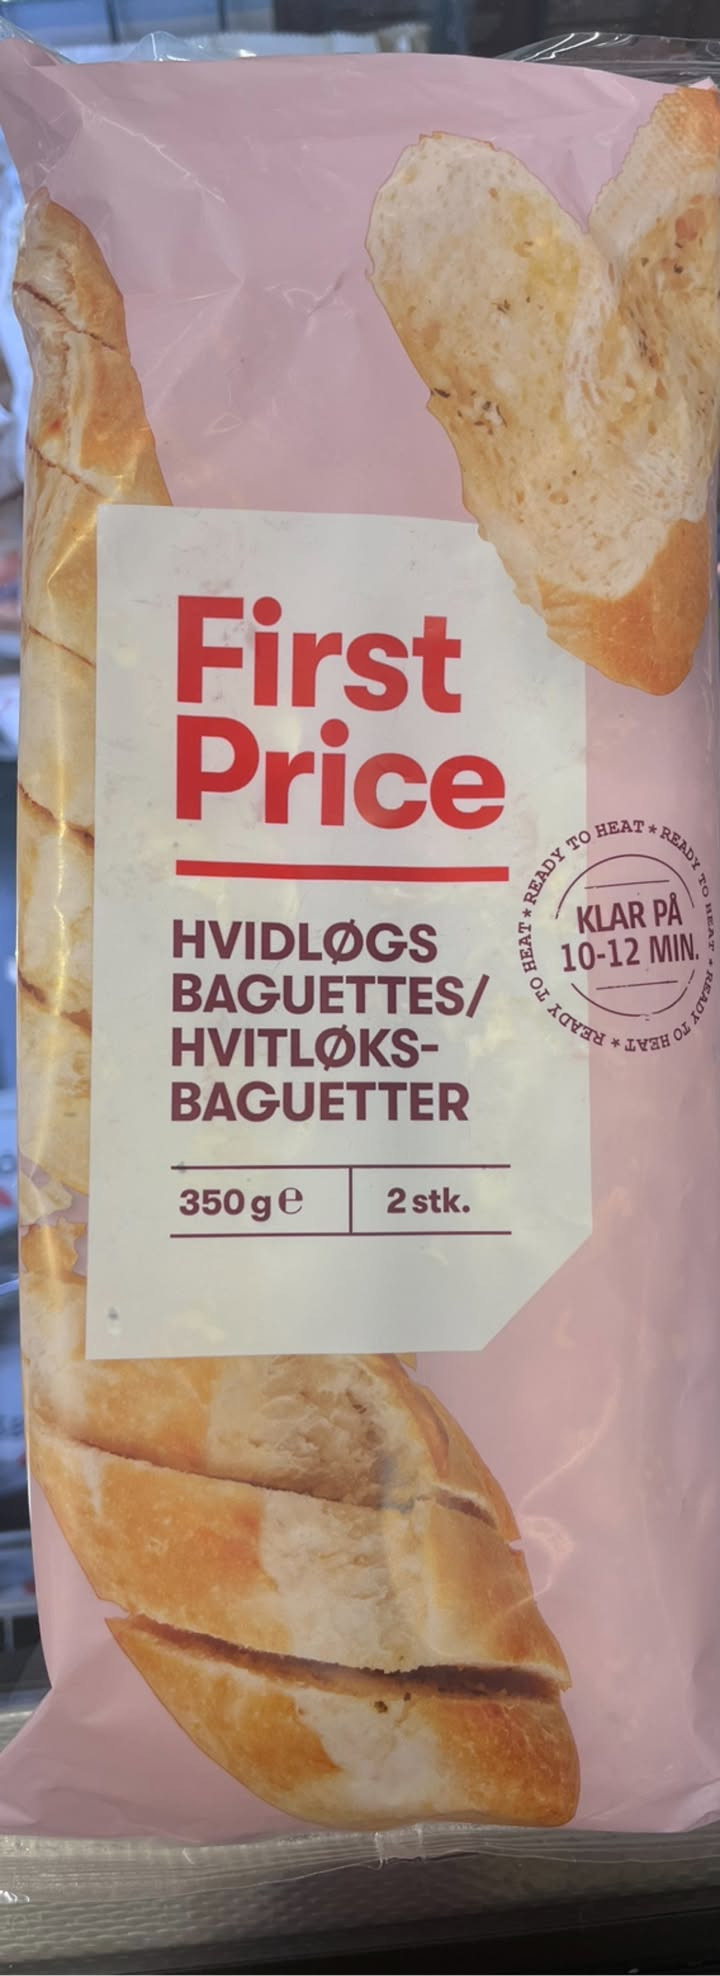 First
Price
HVIDLØGS
BAGUETTES/
HVITLØKS-
BAGUETTER
350 g e
2 stk.
READY TO HEAT * READY TO HEAT * READY TO HEAT * READY TO HEAT *
KLAR PÅ
10-12 MIN.